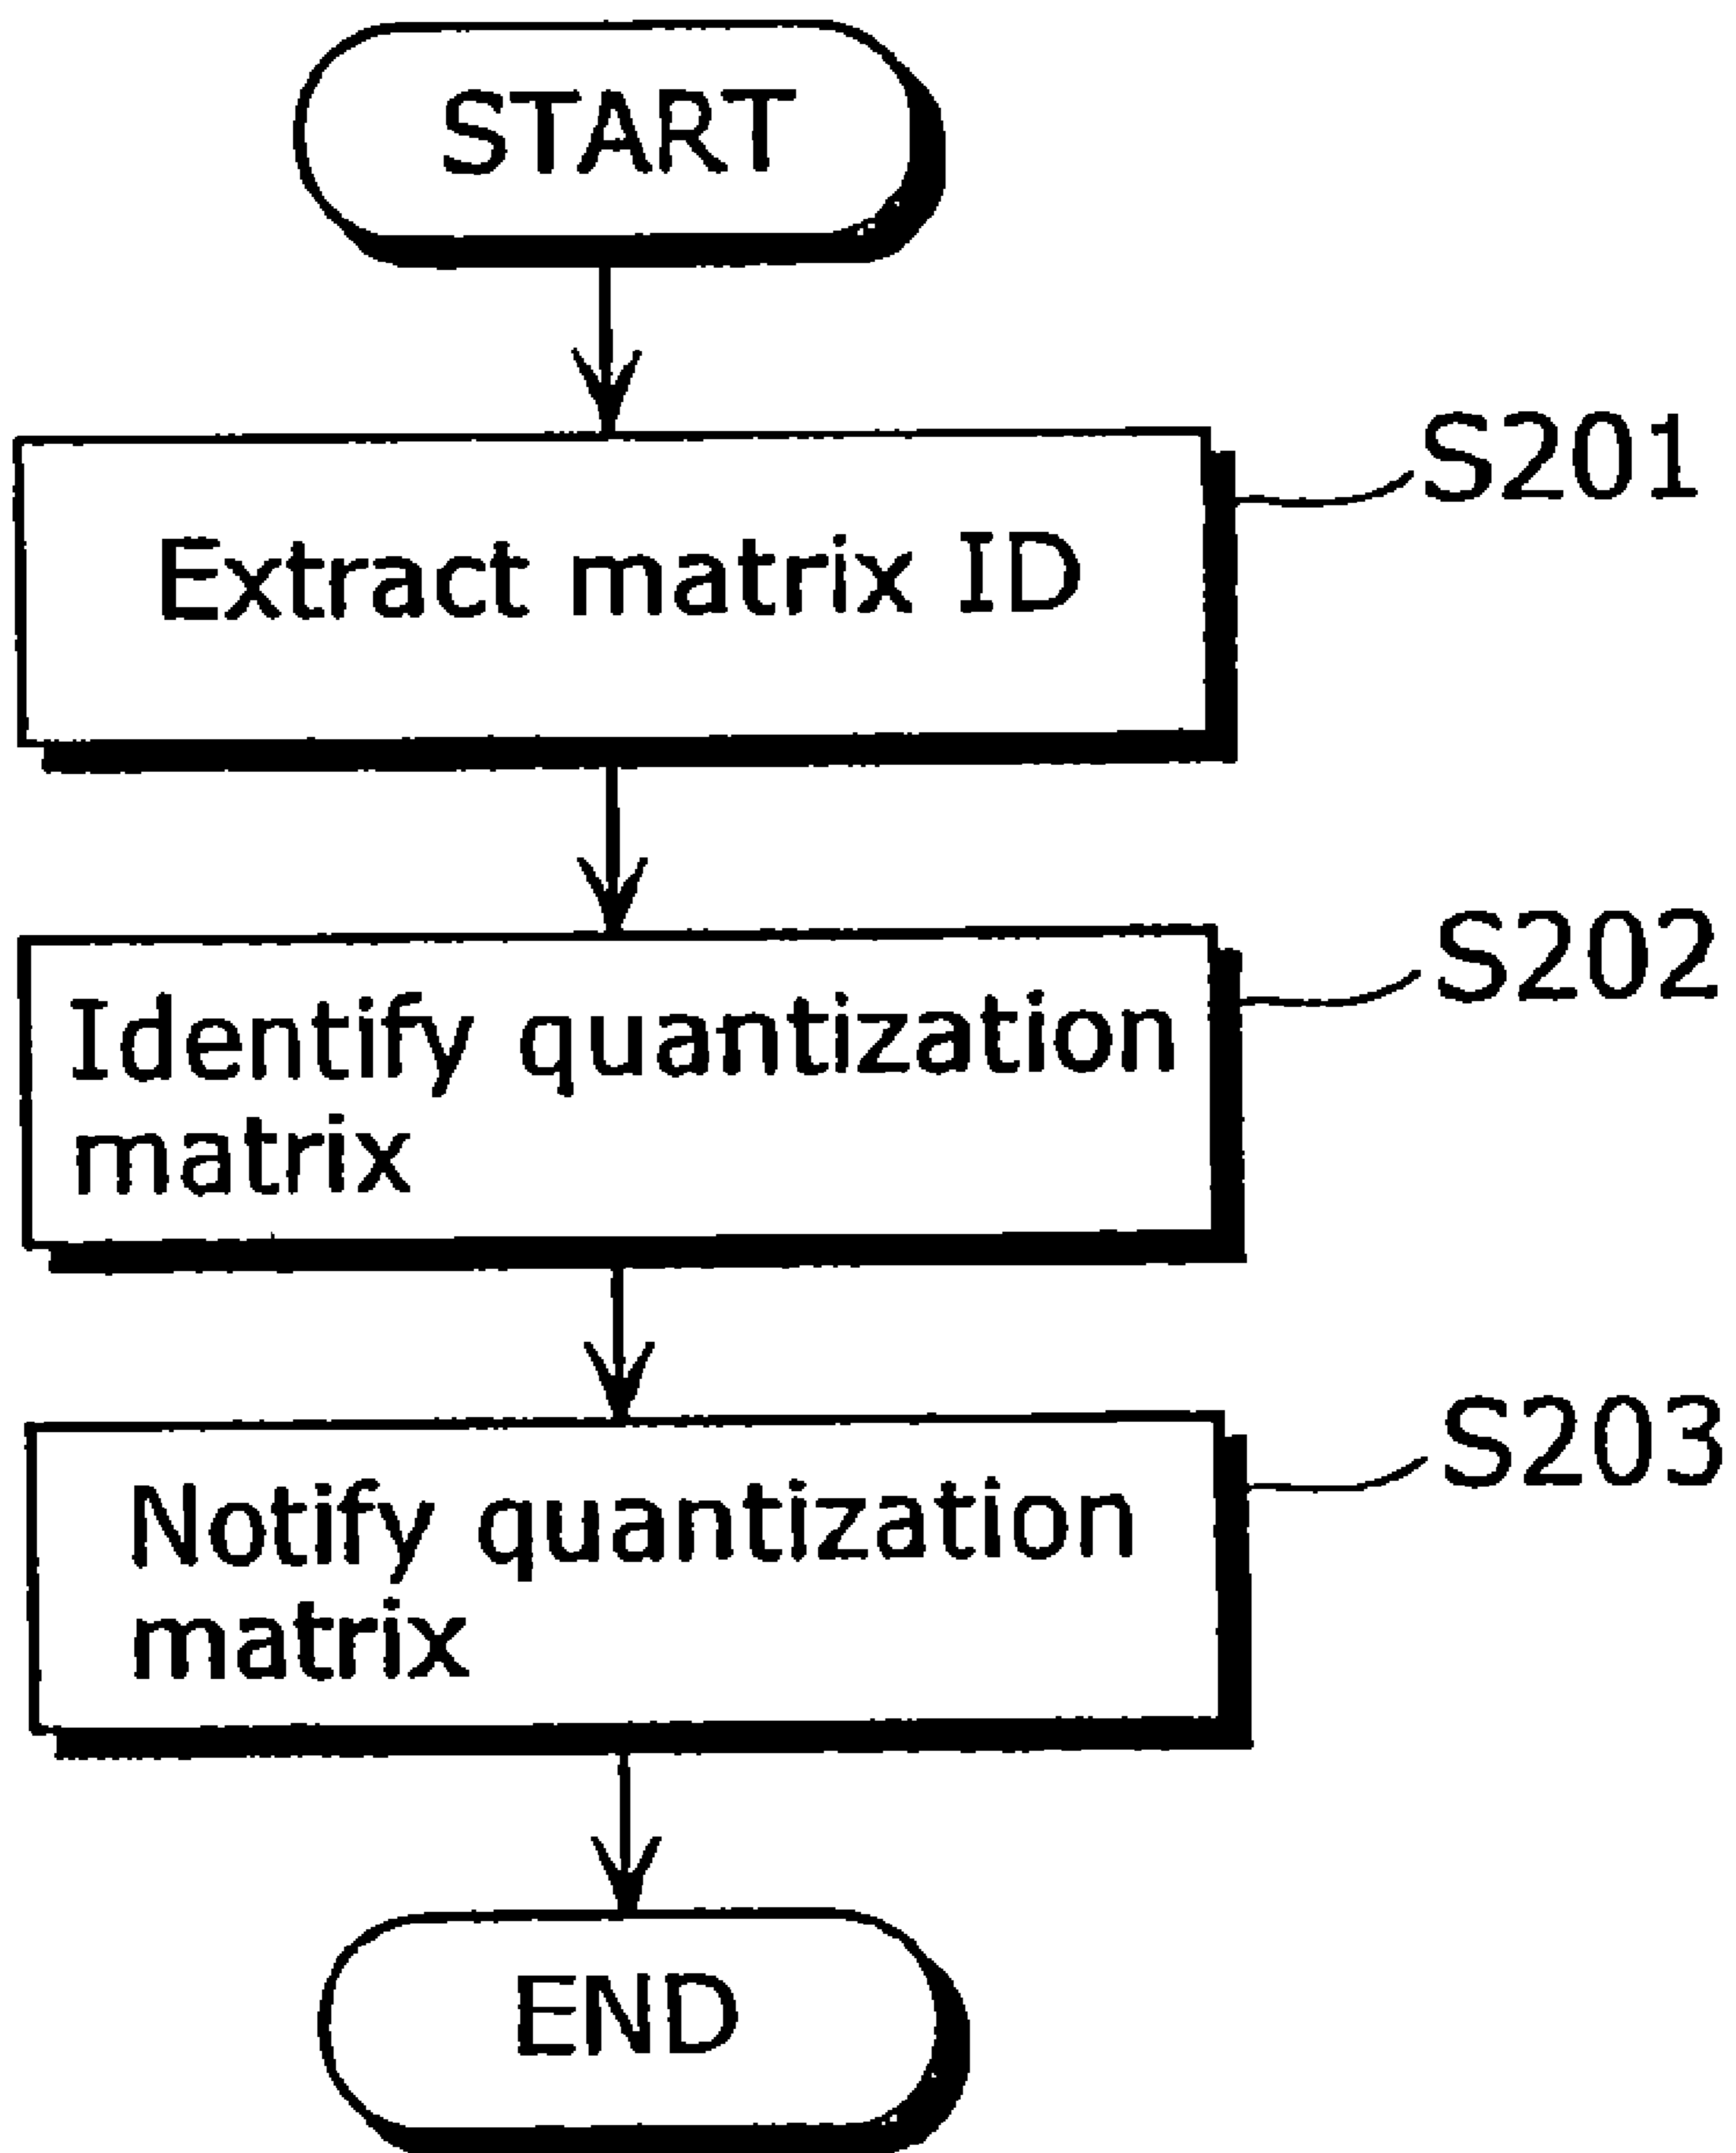 START
S201
Extract matrix ID
S202
Identify quantization
matrix
S203
Notify quantization
matrix
END